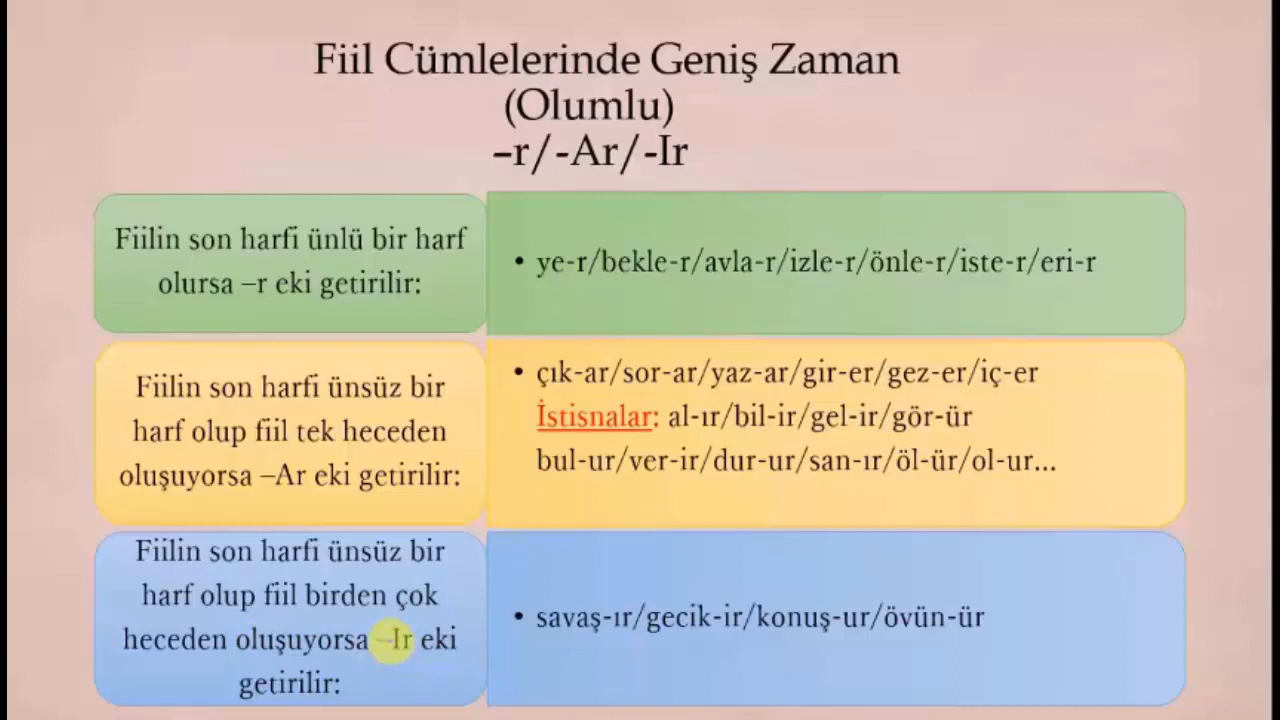 Fiil Cümlelerinde Geniş Zaman
(Olumlu)
–r/-Ar/-Ir
Fiilin son harfi ünlü bir harf
olursa –r eki getirilir:
• ye-r/bekle-r/avla-r/izle-r/önle-r/iste-r/eri-r
Fiilin son harfi ünsüz bir
harf olup fiil tek heceden
oluşuyorsa –Ar eki getirilir:
• çık-ar/sor-ar/yaz-ar/gir-er/gez-er/iç-er
İstisnalar: al-ır/bil-ir/gel-ir/gör-ür
bul-ur/ver-ir/dur-ur/san-ır/öl-ür/ol-ur...
Fiilin son harfi ünsüz bir
harf olup fiil birden çok
heceden oluşuyorsa –Ir eki
getirilir:
• savaş-ır/gecik-ir/konuş-ur/övün-ür